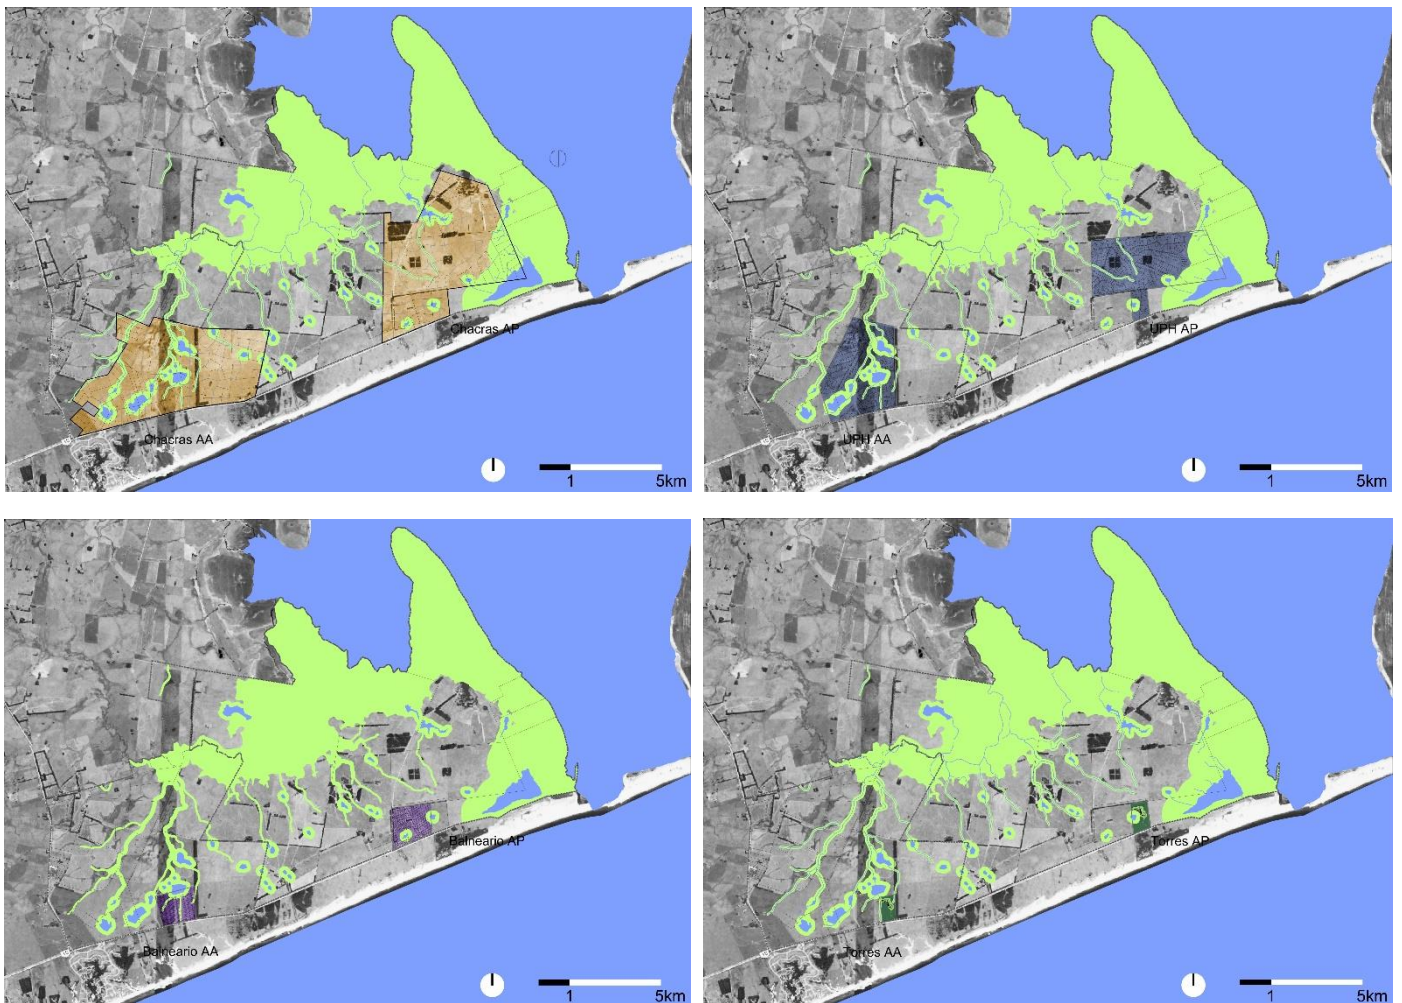 Chacras AP
Chacras AA
1 5km
UPH AP
UPH AA
1 5km
Balneario AP
Balneario AA
1 5km
Torres AP
Torres AA
1 5km